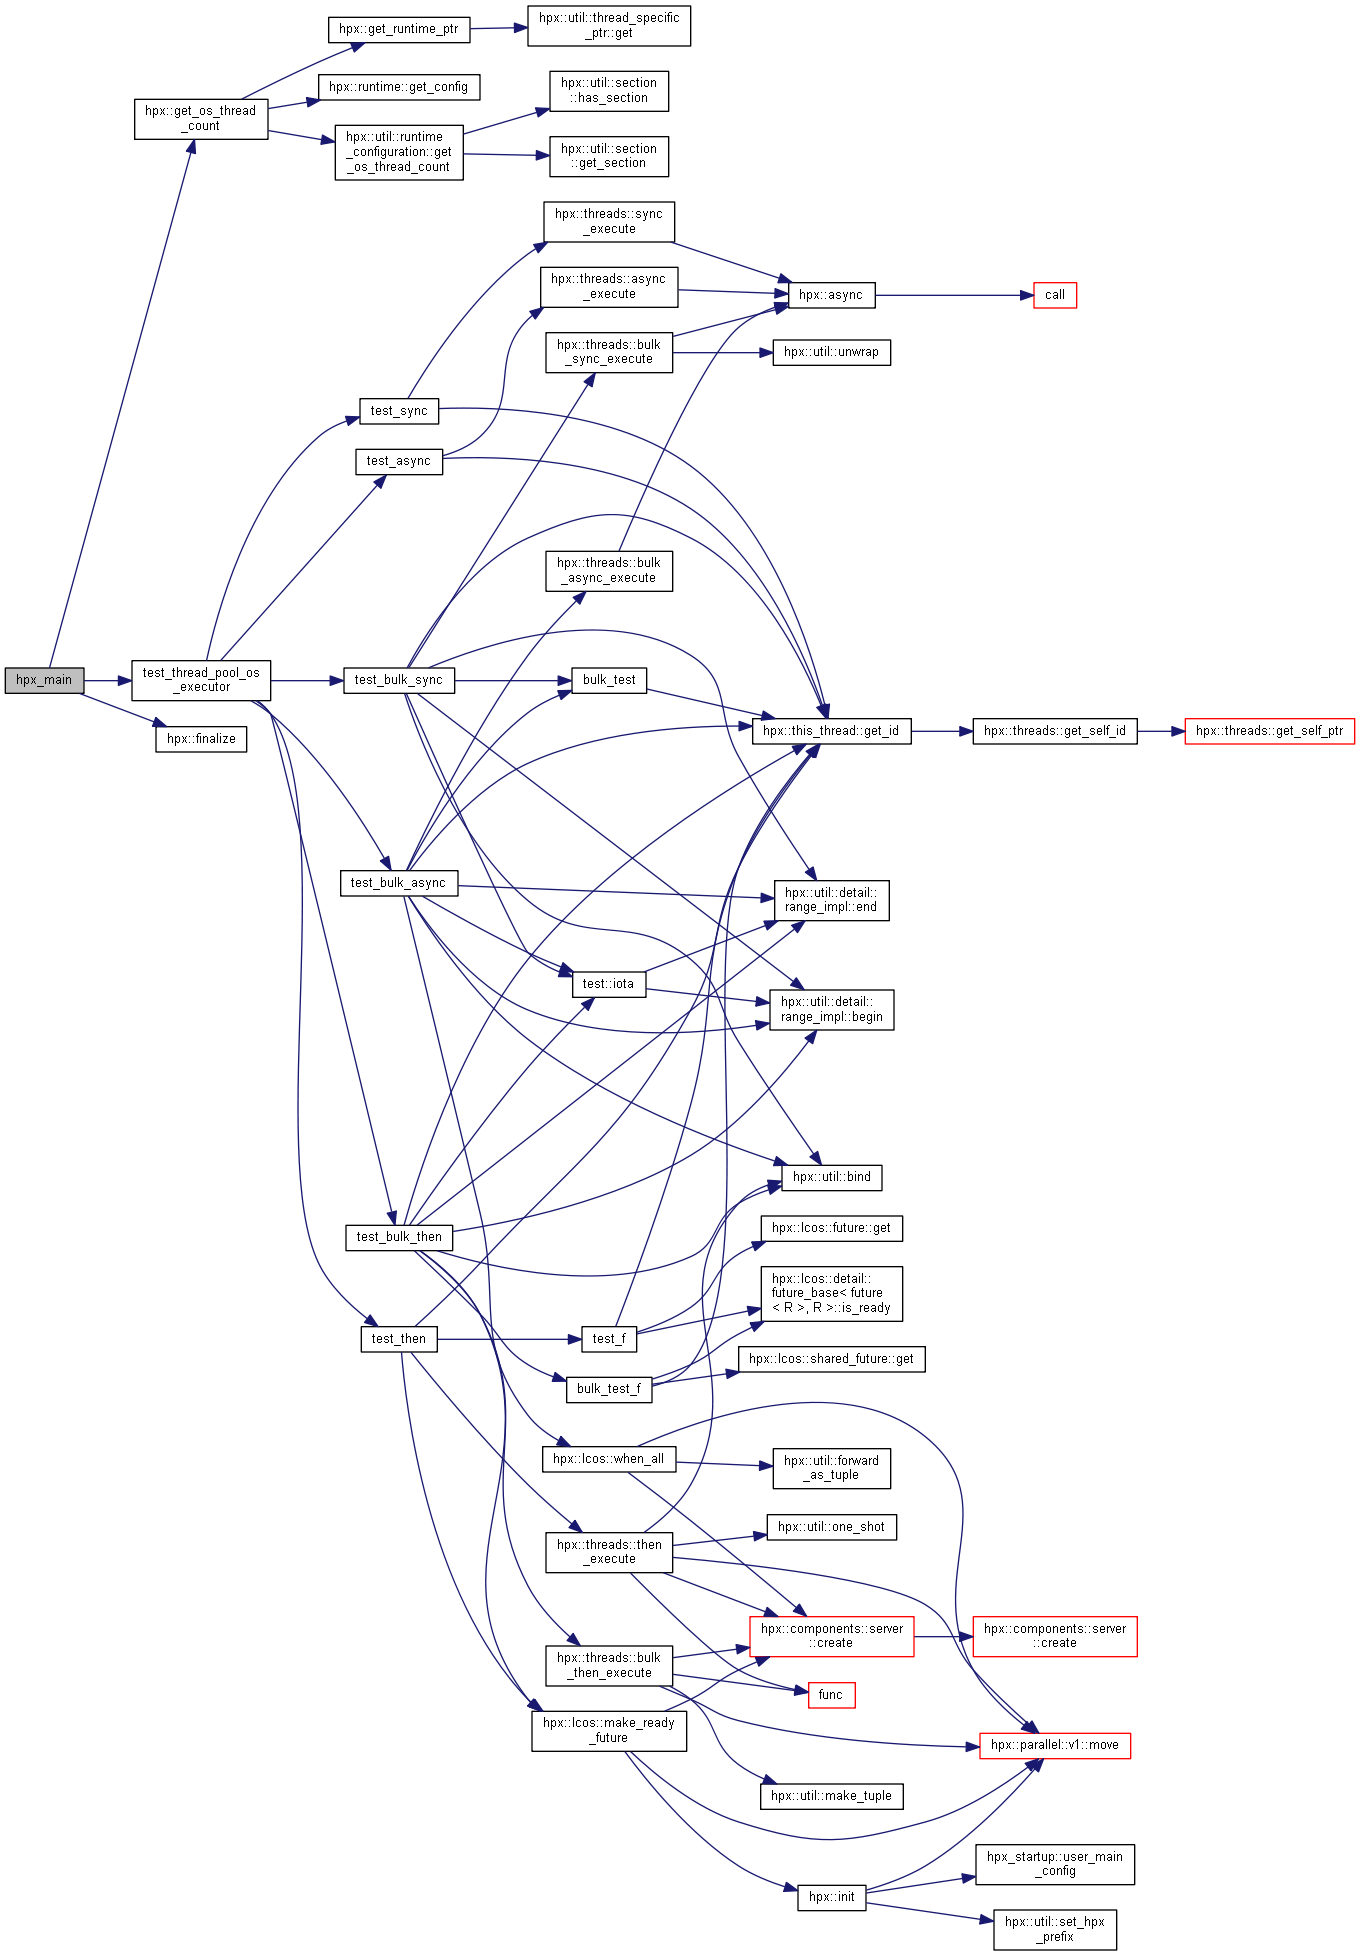 hpx::get_runtime_ptr
hpx::util::thread_specific
_ptr::get
hpx::runtime::get_config
hpx::get_os_thread
_count
hpx::util::runtime
_configuration::get
_os_thread_count
hpx::util::section
::has_section
hpx::util::section
::get_section
hpx::threads::sync
_execute
hpx::threads::async
_execute
hpx::async
call
hpx::threads::bulk
_sync_execute
hpx::util::unwrap
test_sync
test_async
hpx::threads::bulk
_async_execute
hpx_main
test_thread_pool_os
_executor
test_bulk_sync
bulk_test
hpx::finalize
hpx::this_thread::get_id
hpx::threads::get_self_id
hpx::threads::get_self_ptr
test_bulk_async
hpx::util::detail::
range_impl::end
test::iota
hpx::util::detail::
range_impl::begin
hpx::util::bind
test_bulk_then
hpx::lcos::future::get
hpx::lcos::detail::
future_base< future
< R >, R >::is_ready
test_then
test_f
hpx::lcos::shared_future::get
bulk_test_f
hpx::lcos::when_all
hpx::util::forward
_as_tuple
hpx::util::one_shot
hpx::threads::then
_execute
hpx::components::server
::create
hpx::components::server
::create
hpx::threads::bulk
_then_execute
func
hpx::lcos::make_ready
_future
hpx::parallel::v1::move
hpx::util::make_tuple
hpx_startup::user_main
_config
hpx::init
hpx::util::set_hpx
_prefix